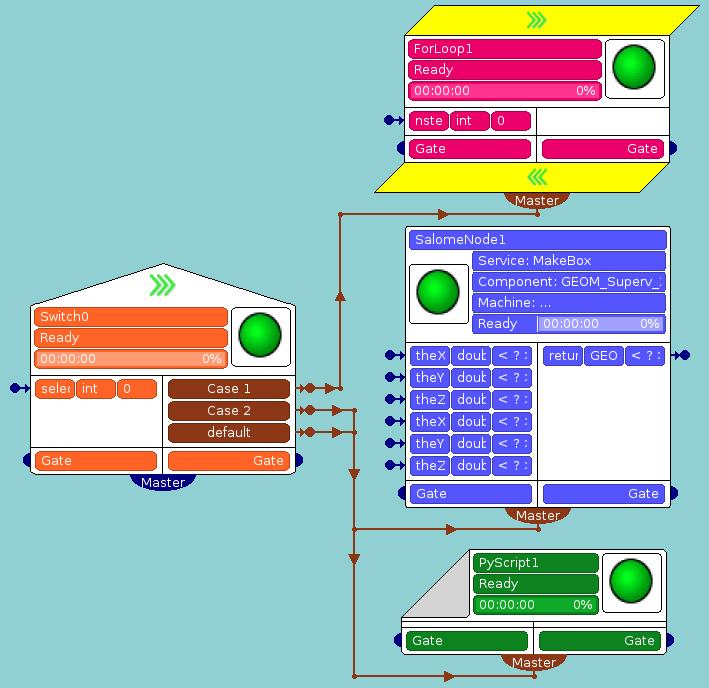 ForLoop1
Ready
00:00:00 0%
nste int 0
Gate Gate
Master
SalomeNode1
Service: MakeBox
Component: GEOM_Superv_
Machine: ...
Ready 00:00:00 0%
theX doub < ? : retur GEO < ? :
theY doub < ? :
theZ doub < ? :
theX doub < ? :
theY doub < ? :
theZ doub < ? :
Gate Gate
Master
Switch0
Ready
00:00:00 0%
selec int 0 Case 1
Case 2
default
Gate Gate
Master
PyScript1
Ready
00:00:00 0%
Gate Gate
Master